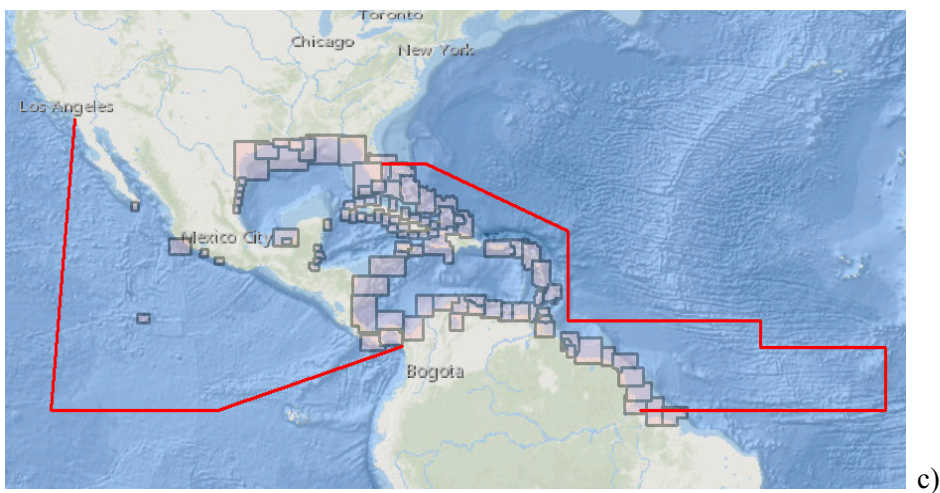 Toronto
Chicago
New York
Los Angeles
Mexico City
Bogota
c)